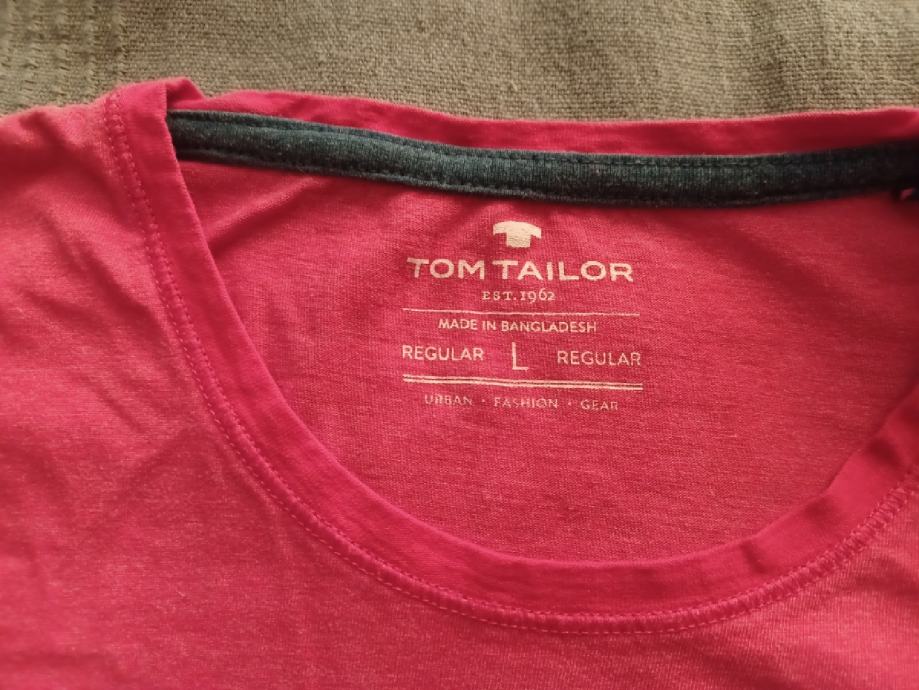 TOM TAILOR
EST. 1962
MADE IN BANGLADESH
REGULAR L REGULAR
URBAN · FASHION · GEAR